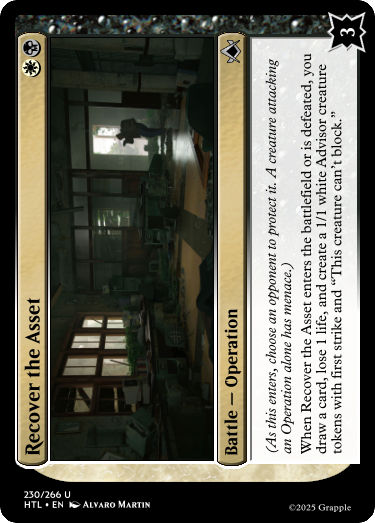 Recover the Asset
Battle – Operation
(As this enters, choose an opponent to protect it. A creature attacking
an Operation alone has menace.)
When Recover the Asset enters the battlefield or is defeated, you
draw a card, lose 1 life, and create a 1/1 white Advisor creature
tokens with first strike and “This creature can’t block.”
3
230/266 U
HTL • EN Alvaro Martin
©2025 Grapple